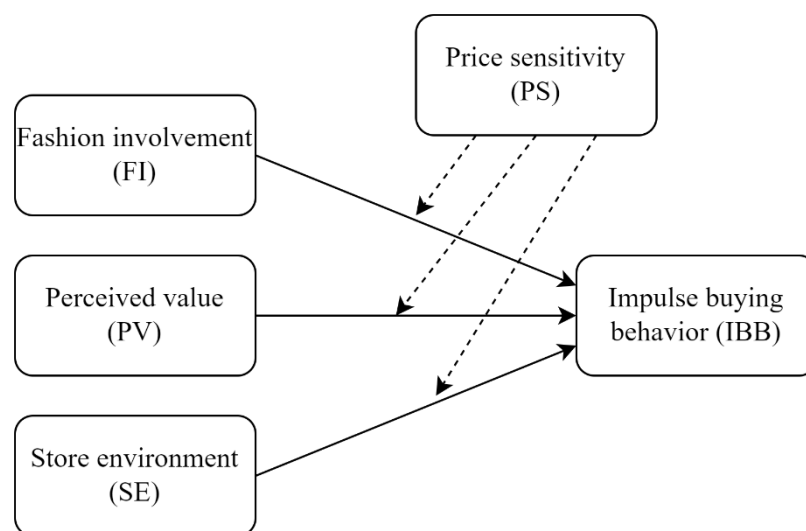 Price sensitivity
(PS)
Fashion involvement
(FI)
Perceived value
(PV)
Impulse buying
behavior (IBB)
Store environment
(SE)